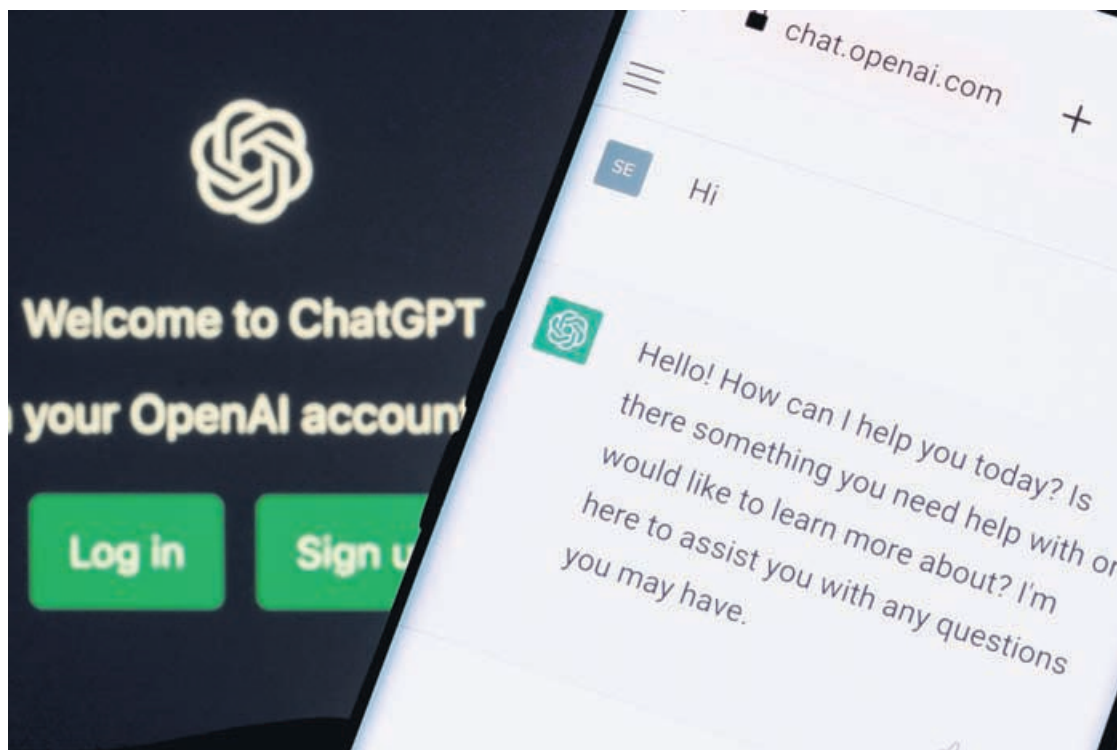 Welcome to ChatGPT
your OpenAI account
Log in
Sign u
chat.openai.com
SE
Hi
Hello! How can I help you today? Is
there something you need help with or
would like to learn more about? I'm
here to assist you with any questions
you may have.